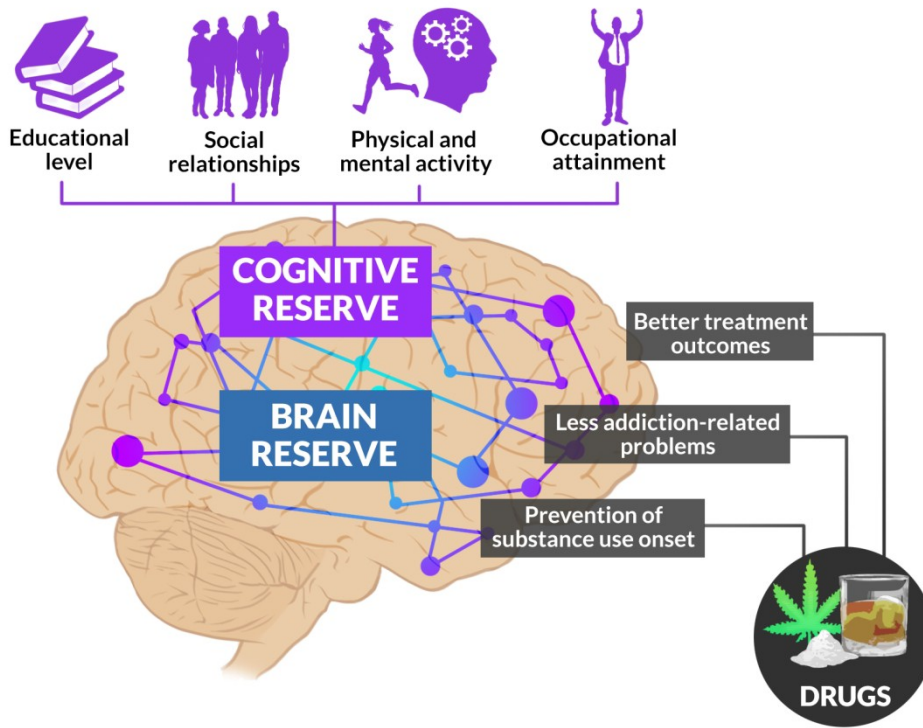 Educational
level
Social
relationships
Physical and
mental activity
Occupational
attainment
COGNITIVE
RESERVE
BRAIN
RESERVE
Better treatment
outcomes
Less addiction-related
problems
Prevention of
substance use onset
DRUGS